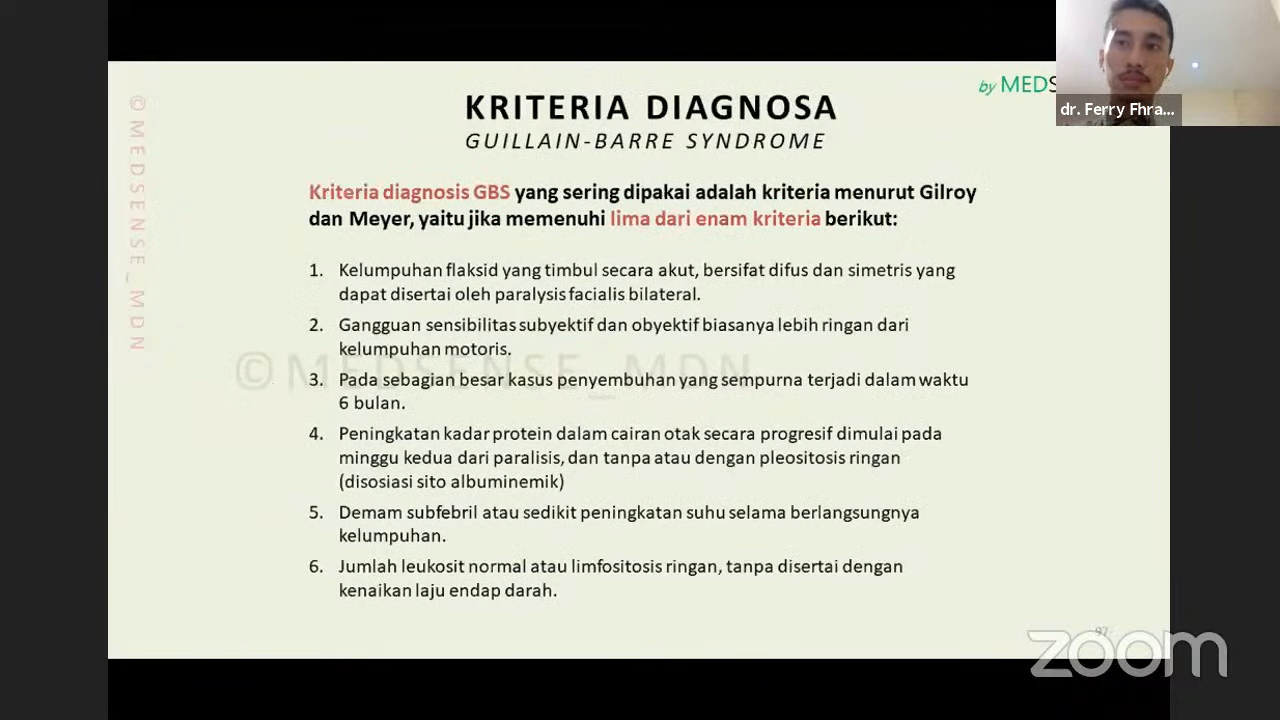 KRITERIA DIAGNOSA
GUILLAIN-BARRE SYNDROME
by MEDS
dr. Ferry Fhra...
©MEDSENSE_MDN
Kriteria diagnosis GBS yang sering dipakai adalah kriteria menurut Gilroy
dan Meyer, yaitu jika memenuhi lima dari enam kriteria berikut:
1. Kelumpuhan flaksid yang timbul secara akut, bersifat difus dan simetris yang
dapat disertai oleh paralysis facialis bilateral.
2. Gangguan sensibilitas subyektif dan obyektif biasanya lebih ringan dari
kelumpuhan motoris.
©MEDSENSE_MDN
3. Pada sebagian besar kasus penyembuhan yang sempurna terjadi dalam waktu
6 bulan.
4. Peningkatan kadar protein dalam cairan otak secara progresif dimulai pada
minggu kedua dari paralisis, dan tanpa atau dengan pleositosis ringan
(disosiasi sito albuminemik)
5. Demam subfebril atau sedikit peningkatan suhu selama berlangsungnya
kelumpuhan.
6. Jumlah leukosit normal atau limfositosis ringan, tanpa disertai dengan
kenaikan laju endap darah.
97
zoom